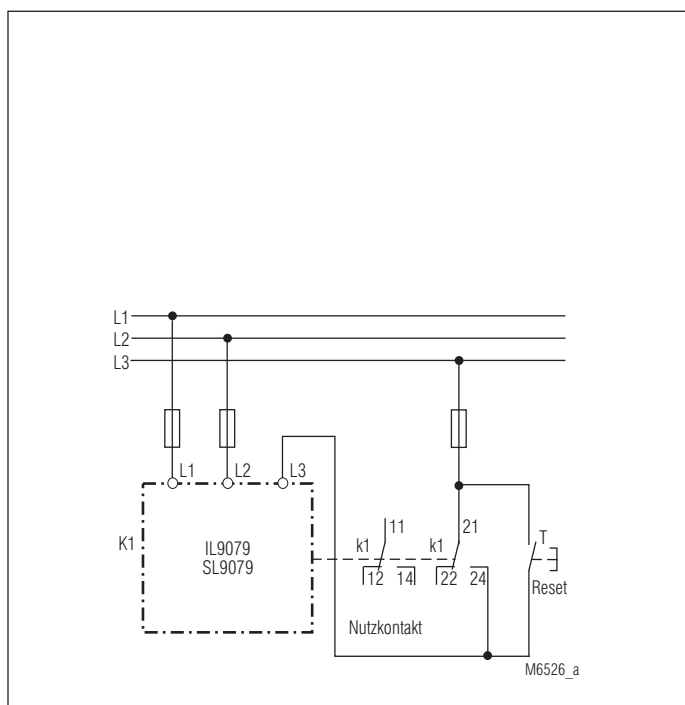 L1
L2
L3
L1 L2 L3
K1
IL9079
SL9079
11 21
k1 k1 T
12 14 22 24
Reset
Nutzkontakt
M6526_a